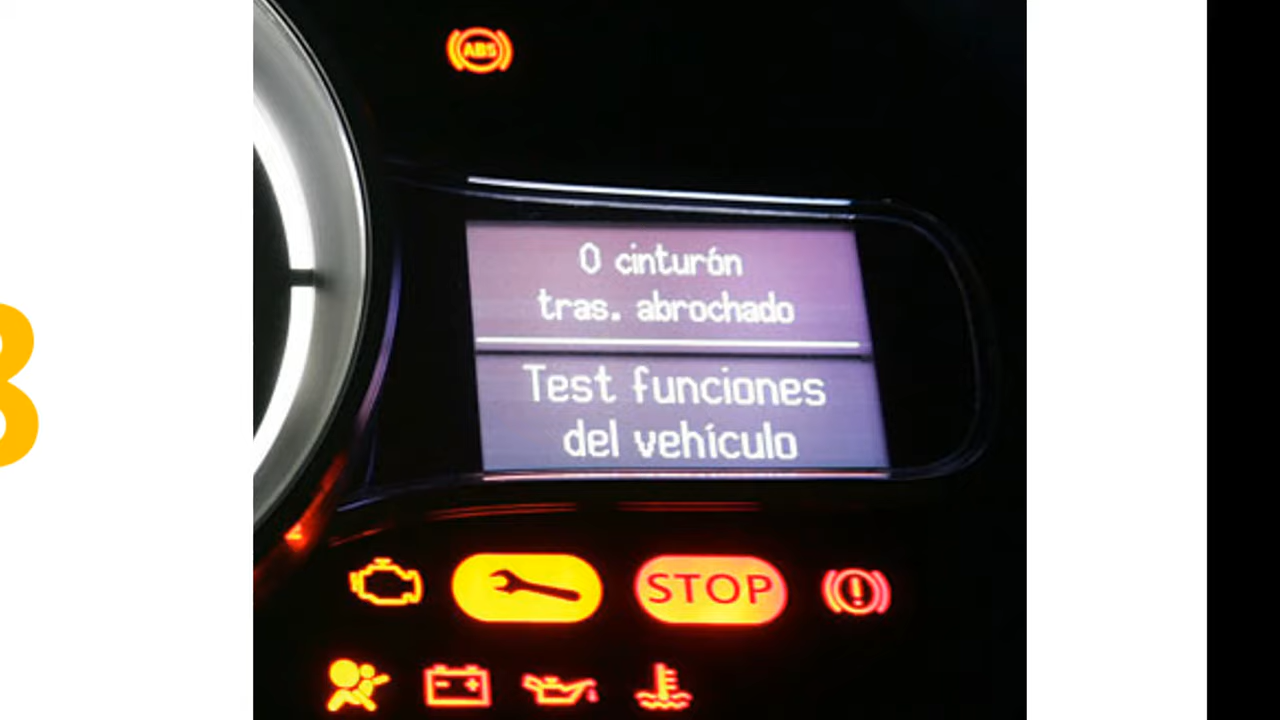 ABS
0 cinturón
tras. abrochado
Test funciones
del vehículo
STOP